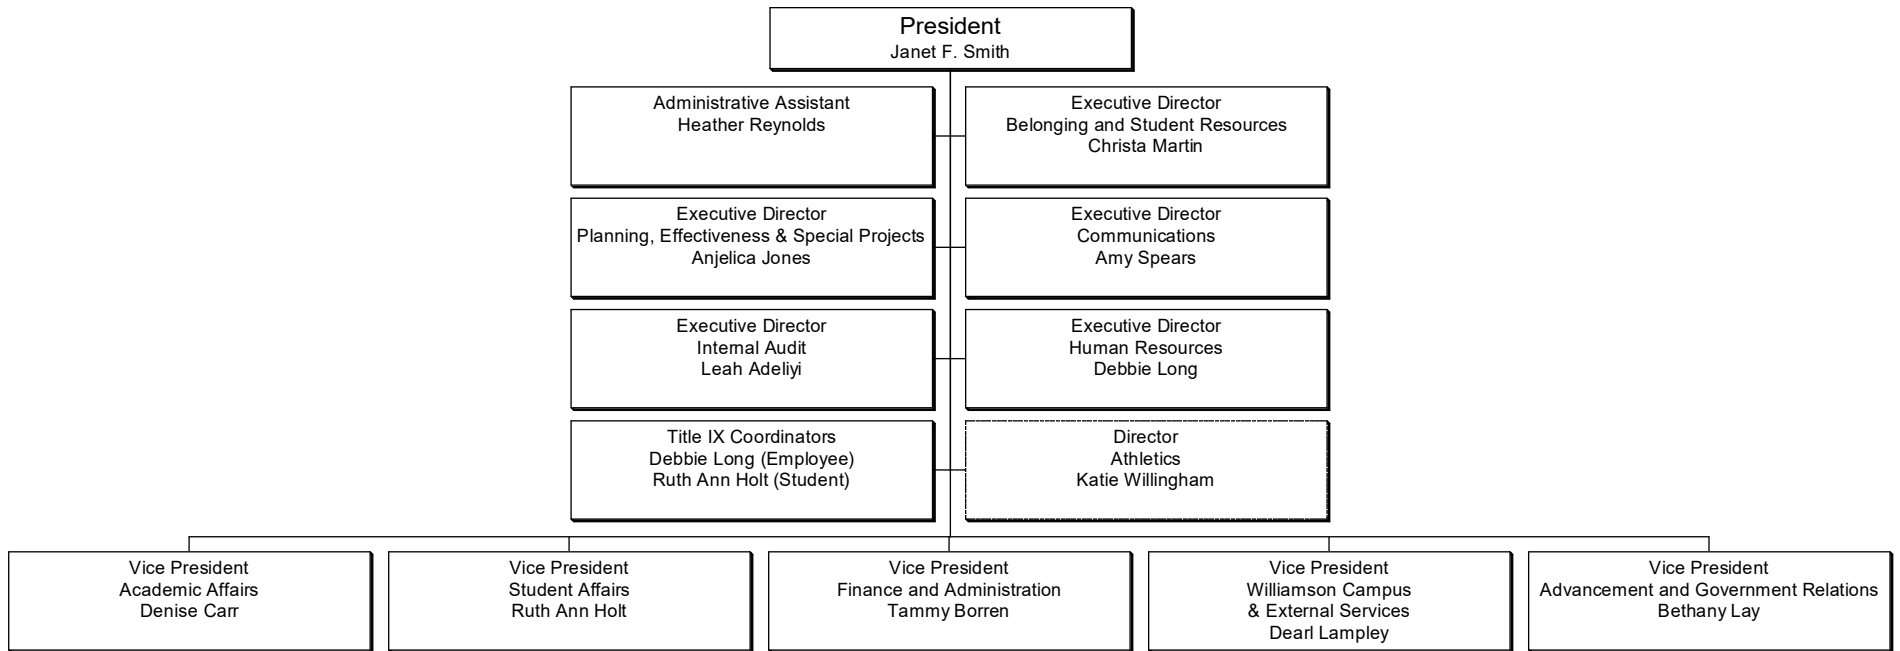 President
Janet F. Smith
Administrative Assistant
Heather Reynolds
Executive Director
Belonging and Student Resources
Christa Martin
Executive Director
Planning, Effectiveness & Special Projects
Anjelica Jones
Executive Director
Communications
Amy Spears
Executive Director
Internal Audit
Leah Adeliyi
Executive Director
Human Resources
Debbie Long
Title IX Coordinators
Debbie Long (Employee)
Ruth Ann Holt (Student)
Director
Athletics
Katie Willingham
Vice President
Academic Affairs
Denise Carr
Vice President
Student Affairs
Ruth Ann Holt
Vice President
Finance and Administration
Tammy Borren
Vice President
Williamson Campus
& External Services
Dearl Lampley
Vice President
Advancement and Government Relations
Bethany Lay